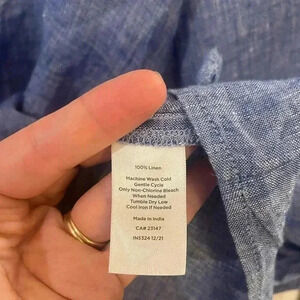 100% Linen
Machine Wash Cold
Gentle Cycle
Only Non-Chlorine Bleach
When Needed
Tumble Dry Low
Cool Iron If Needed
Made in India
CA# 23147
IN5324 12/21